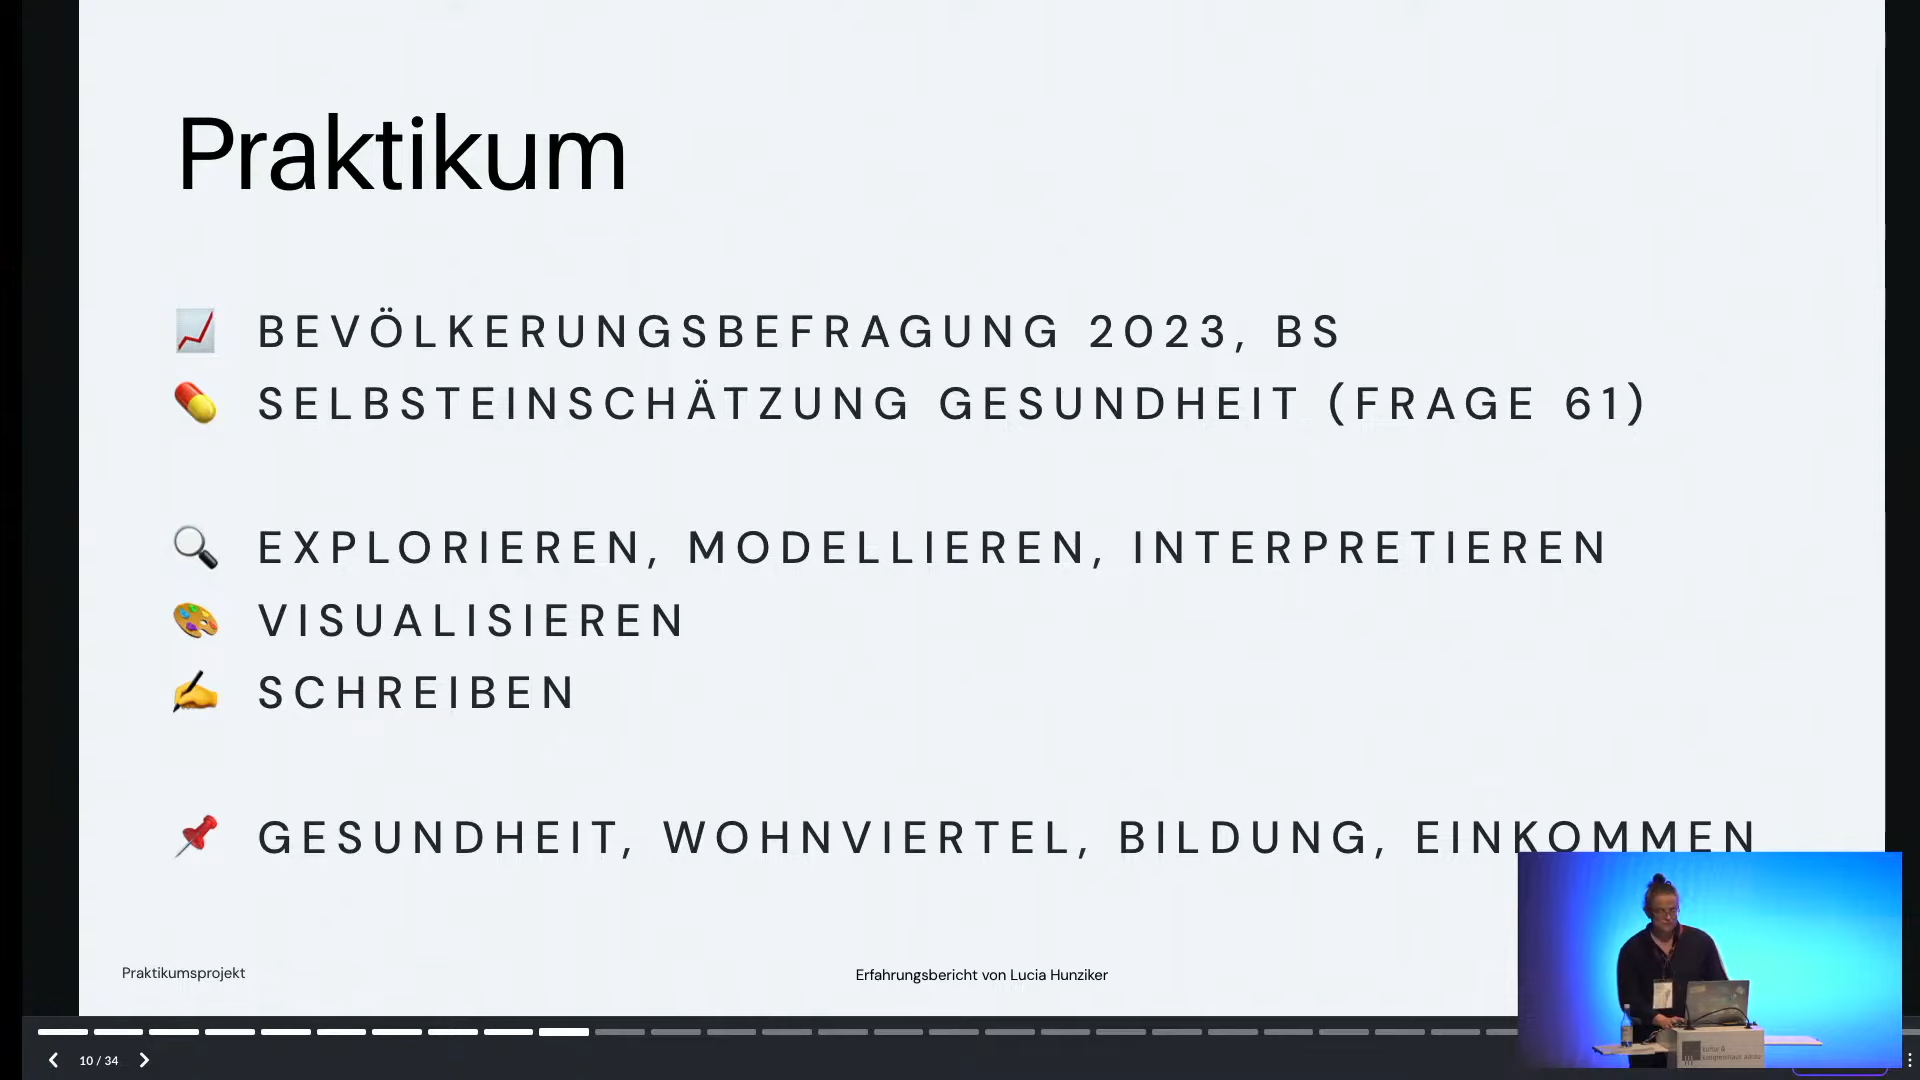 Praktikum
BEVÖLKERUNGSBEFRAGUNG 2023, BS
SELBSTEINSCHÄTZUNG GESUNDHEIT (FRAGE 61)
EXPLORIEREN, MODELLIEREN, INTERPRETIEREN
VISUALISIEREN
SCHREIBEN
GESUNDHEIT, WOHNVIERTEL, BILDUNG, EINKOMMEN
Praktikumsprojekt
Erfahrungsbericht von Lucia Hunziker
10 / 34